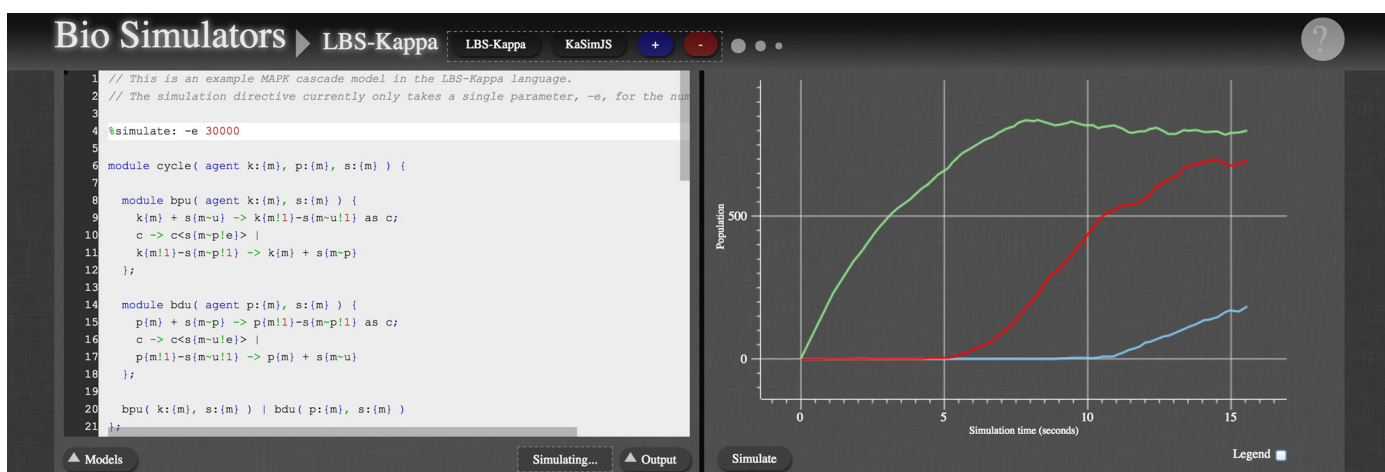 Bio Simulators LBS-Kappa LBS-Kappa KaSimJS + - ?
1 // This is an example MAPK cascade model in the LBS-Kappa language.
2 // The simulation directive currently only takes a single parameter, -e, for the num
3
4 %simulate: -e 30000
5
6 module cycle( agent k:{m}, p:{m}, s:{m} ) {
7
8 module bpu( agent k:{m}, s:{m} ) {
9 k{m} + s{m~u} -> k{m!1}-s{m~u!1} as c;
10 c -> c<s{m~p!e}> |
11 k{m!1}-s{m~p!1} -> k{m} + s{m~p}
12 };
13
14 module bdu( agent p:{m}, s:{m} ) {
15 p{m} + s{m~p} -> p{m!1}-s{m~p!1} as c;
16 c -> c<s{m~u!e}> |
17 p{m!1}-s{m~u!1} -> p{m} + s{m~u}
18 };
19
20 bpu( k:{m}, s:{m} ) | bdu( p:{m}, s:{m} )
21 };
Population
500
0
0 5 10 15
Simulation time (seconds)
Models Simulating... Output Simulate Legend